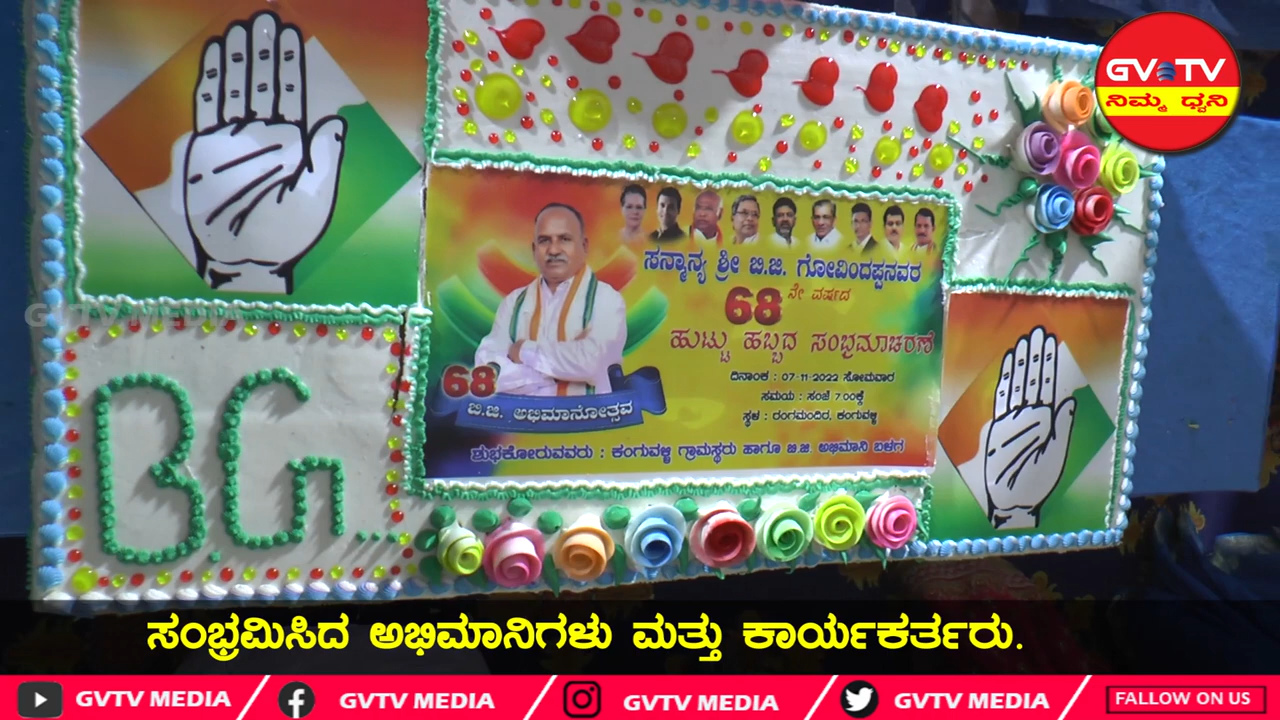 GVTV
ನಿಮ್ಮ ಧ್ವನಿ
GVTV MEDIA
ಸನ್ಮಾನ್ಯ ಶ್ರೀ ಬಿ.ಜಿ. ಗೋವಿಂದಪ್ಪನವರ
68 ನೇ ವರ್ಷದ
ಹುಟ್ಟು ಹಬ್ಬದ ಸಂಭ್ರಮಾಚರಣೆ
ದಿನಾಂಕ : 07-11-2022 ಸೋಮವಾರ
ಸಮಯ : ಸಂಜೆ 7.00ಕ್ಕೆ
ಸ್ಥಳ : ರಂಗಮಂದಿರ, ಕಂಗುವಳ್ಳಿ
68
ಬಿ.ಜಿ. ಅಭಿಮಾನೋತ್ಸವ
ಶುಭಕೋರುವವರು : ಕಂಗುವಳ್ಳಿ ಗ್ರಾಮಸ್ಥರು ಹಾಗೂ ಬಿ.ಜಿ. ಅಭಿಮಾನಿ ಬಳಗ
B.G...
ಸಂಭ್ರಮಿಸಿದ ಅಭಿಮಾನಿಗಳು ಮತ್ತು ಕಾರ್ಯಕರ್ತರು.
GVTV MEDIA GVTV MEDIA GVTV MEDIA GVTV MEDIA FALLOW ON US